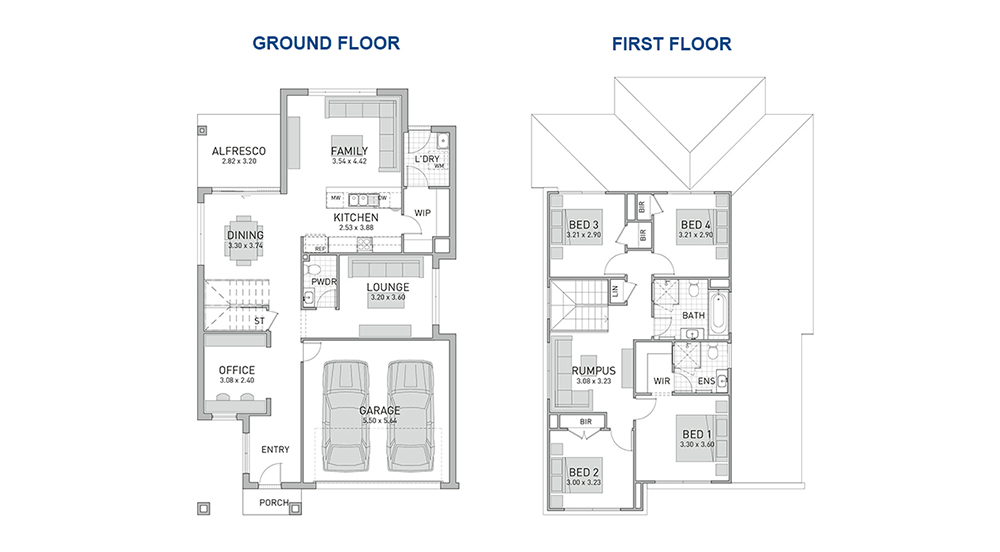 GROUND FLOOR
ALFRESCO
2.82 x 3.20
FAMILY
3.54 x 4.42
L'DRY
WM
MW
DW
KITCHEN
2.53 x 3.88
WIP
DINING
3.30 x 3.74
REF
PWDR
LOUNGE
3.20 x 3.60
ST
OFFICE
3.08 x 2.40
GARAGE
5.50 x 5.64
ENTRY
PORCH
FIRST FLOOR
BED 3
3.21 x 2.90
BIR
BIR
BED 4
3.21 x 2.90
LIN
BATH
RUMPUS
3.08 x 3.23
WIR
ENS
BIR
BED 1
3.30 x 3.60
BED 2
3.00 x 3.23